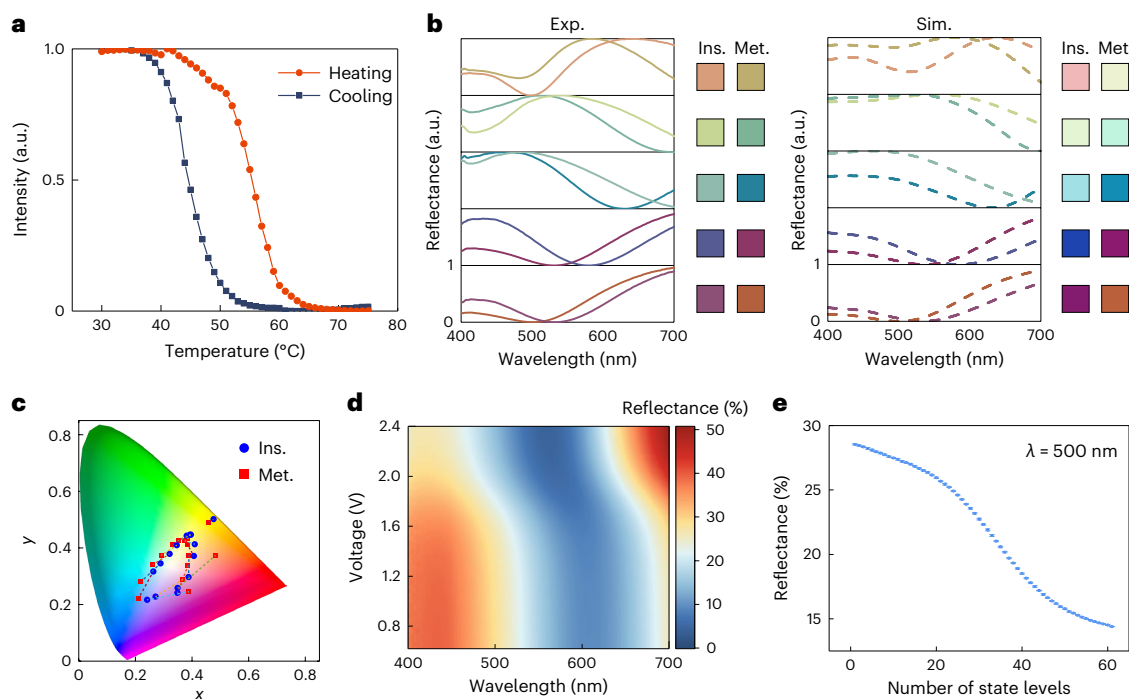 a
1.0
0.5
0
Intensity (a.u.)
Heating
Cooling
30 40 50 60 70 80
Temperature (°C)
b
Exp.
Ins. Met.
Reflectance (a.u.)
1
0
400 500 600 700
Wavelength (nm)
Sim.
Ins. Met
Reflectance (a.u.)
1
0
400 500 600 700
Wavelength (nm)
c
0.8
0.6
0.4
0.2
0
y
Ins.
Met.
0 0.2 0.4 0.6 0.8
x
d
Reflectance (%)
2.4
2.0
1.6
1.2
0.8
Voltage (V)
400 500 600 700
Wavelength (nm)
50
40
30
20
10
0
e
30
25
20
15
Reflectance (%)
λ = 500 nm
0 20 40 60
Number of state levels